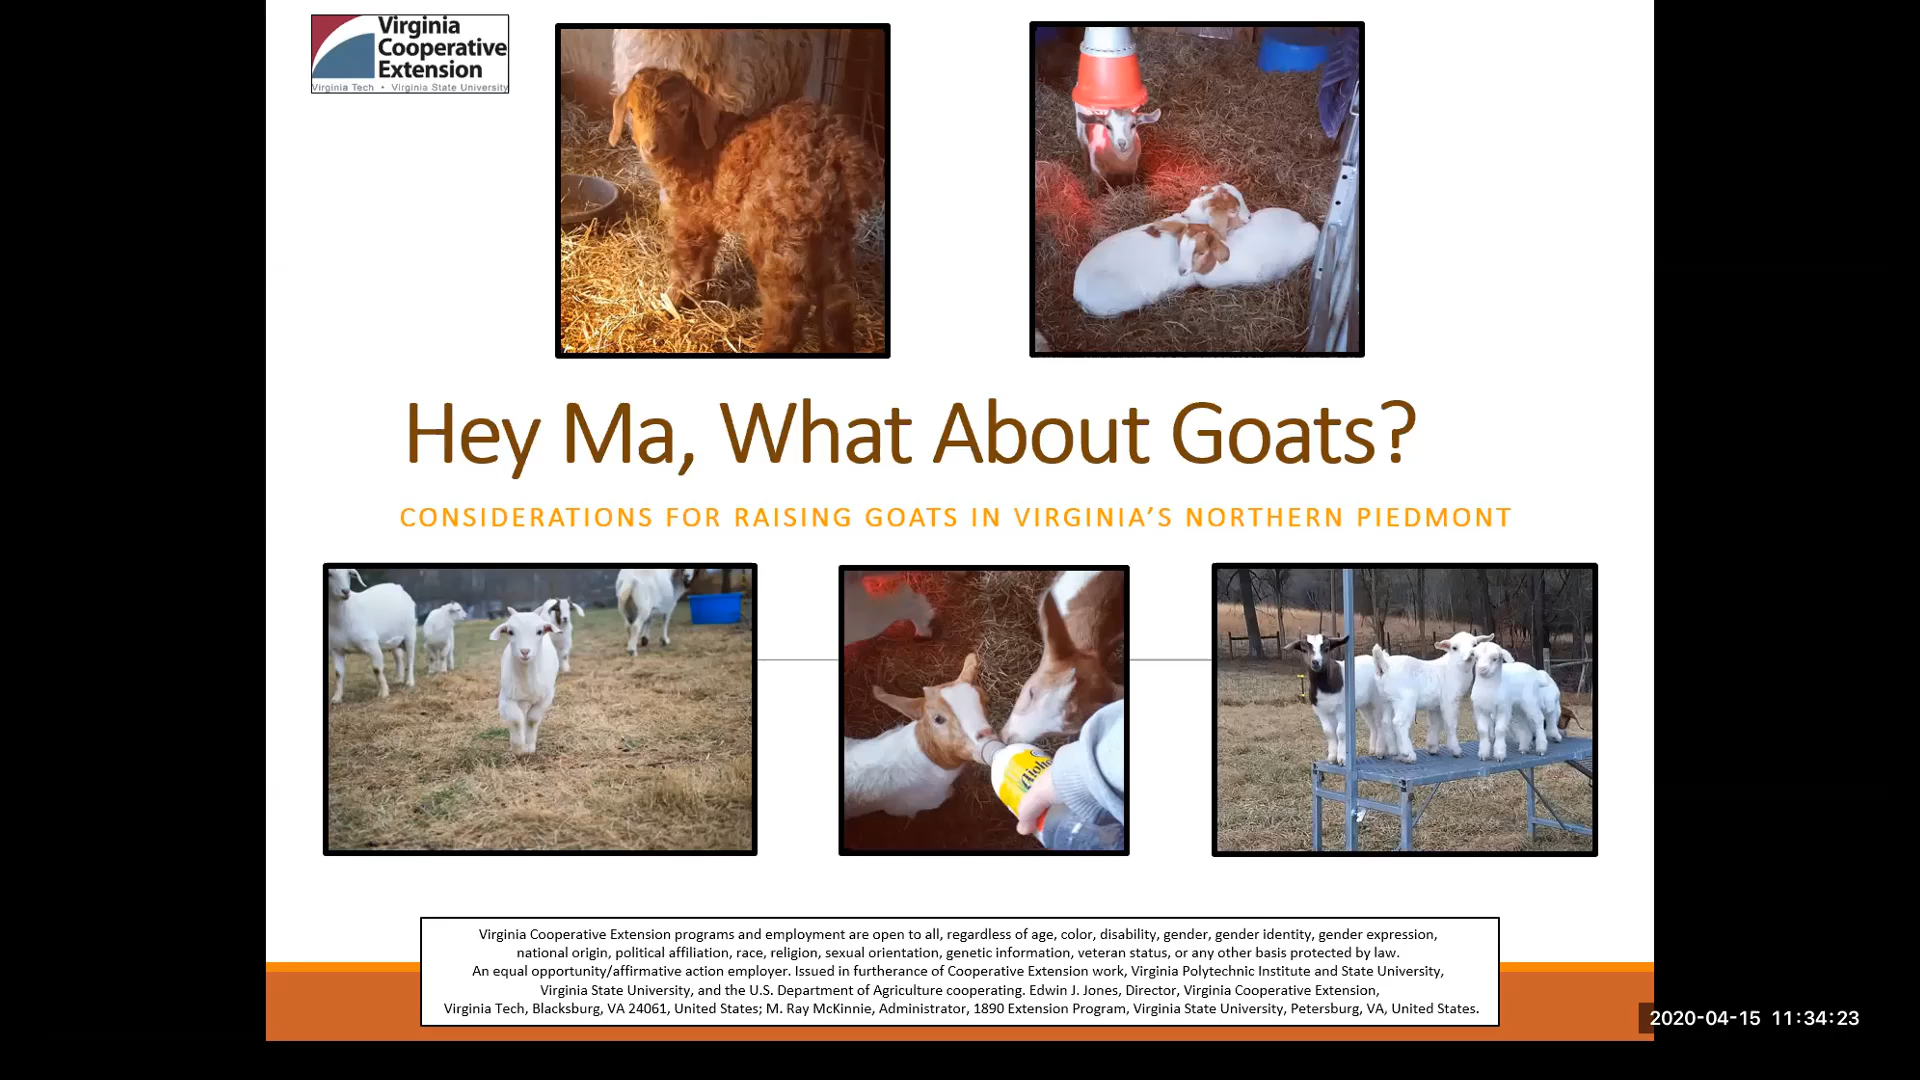 Virginia
Cooperative
Extension
Virginia Tech • Virginia State University
Hey Ma, What About Goats?
CONSIDERATIONS FOR RAISING GOATS IN VIRGINIA’S NORTHERN PIEDMONT
Virginia Cooperative Extension programs and employment are open to all, regardless of age, color, disability, gender, gender identity, gender expression,
national origin, political affiliation, race, religion, sexual orientation, genetic information, veteran status, or any other basis protected by law.
An equal opportunity/affirmative action employer. Issued in furtherance of Cooperative Extension work, Virginia Polytechnic Institute and State University,
Virginia State University, and the U.S. Department of Agriculture cooperating. Edwin J. Jones, Director, Virginia Cooperative Extension,
Virginia Tech, Blacksburg, VA 24061, United States; M. Ray McKinnie, Administrator, 1890 Extension Program, Virginia State University, Petersburg, VA, United States.
2020-04-15 11:34:23